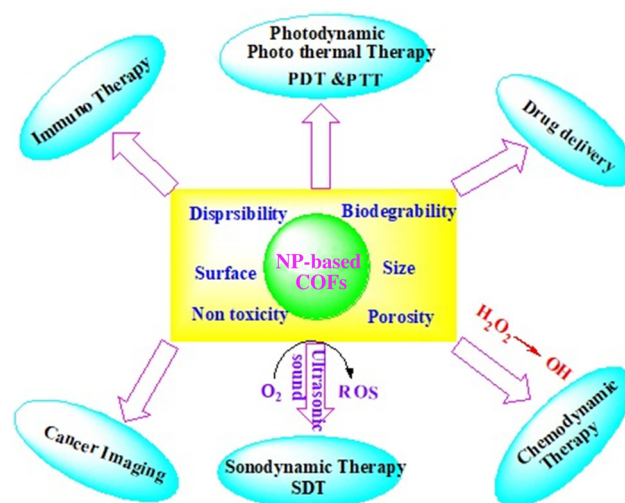 Photodynamic
Photo thermal Therapy
PDT &PTT
Immuno Therapy
Drug delivery
Disprsibility
Biodegrability
NP-based
COFs
Surface
Size
Non toxicity
Porosity
H2O2
OH
O2
Ultrasonic
sound
ROS
Cancer Imaging
Sonodynamic Therapy
SDT
Chemodynamic
Therapy